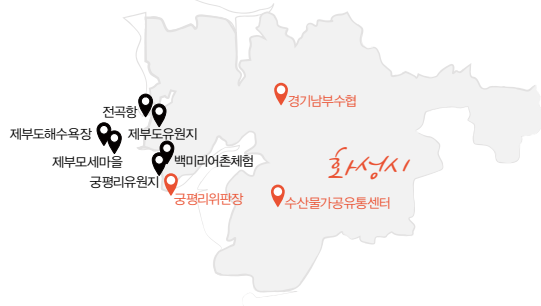 경기남부수협
전곡항
제부도해수욕장
제부도유원지
제부모세마을
백미리어촌체험
화성시
궁평리유원지
궁평리위판장
수산물가공유통센터